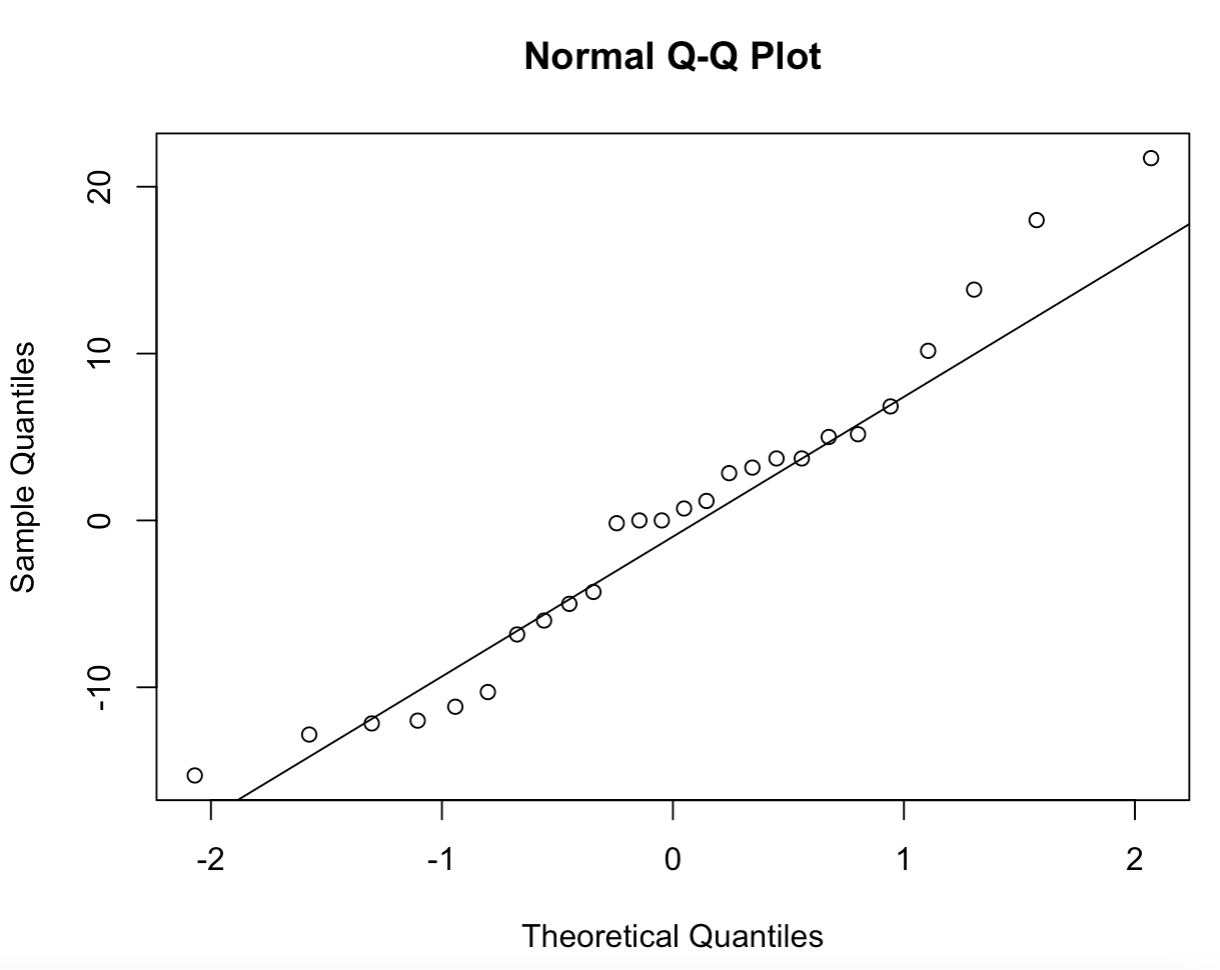 Normal Q-Q Plot
Sample Quantiles
20
10
0
-10
-2 -1 0 1 2
Theoretical Quantiles